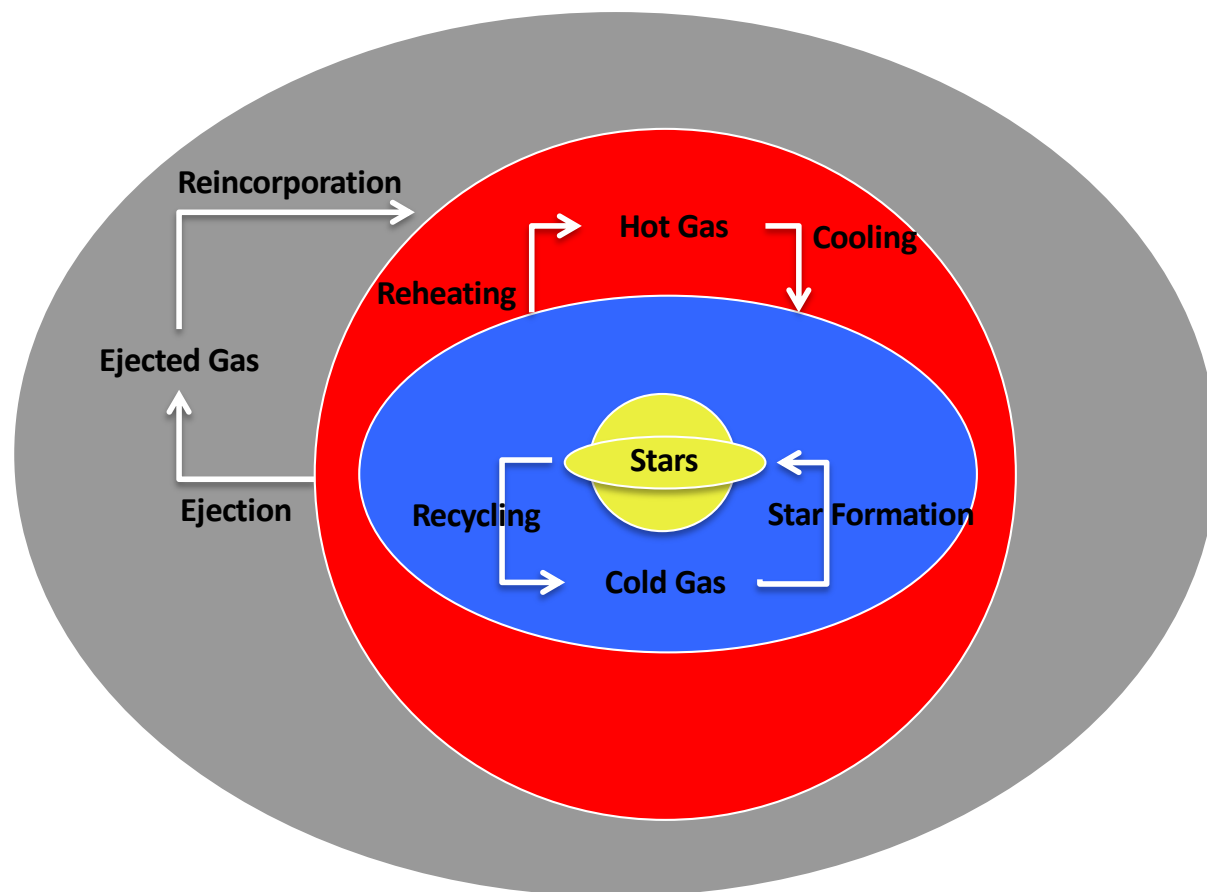 Reincorporation
Hot Gas
Cooling
Reheating
Ejected Gas
Stars
Ejection
Recycling
Star Formation
Cold Gas